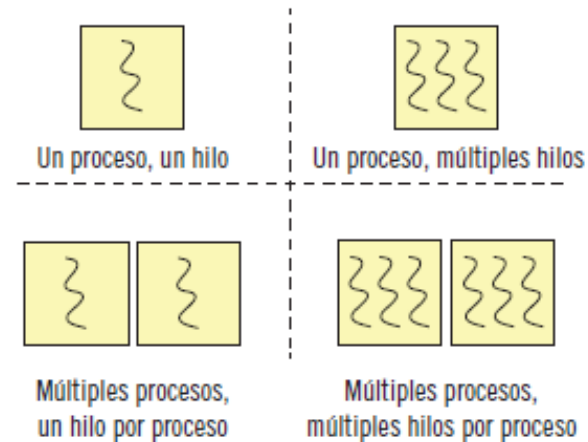 Un proceso, un hilo
Un proceso, múltiples hilos
Múltiples procesos,
un hilo por proceso
Múltiples procesos,
múltiples hilos por proceso